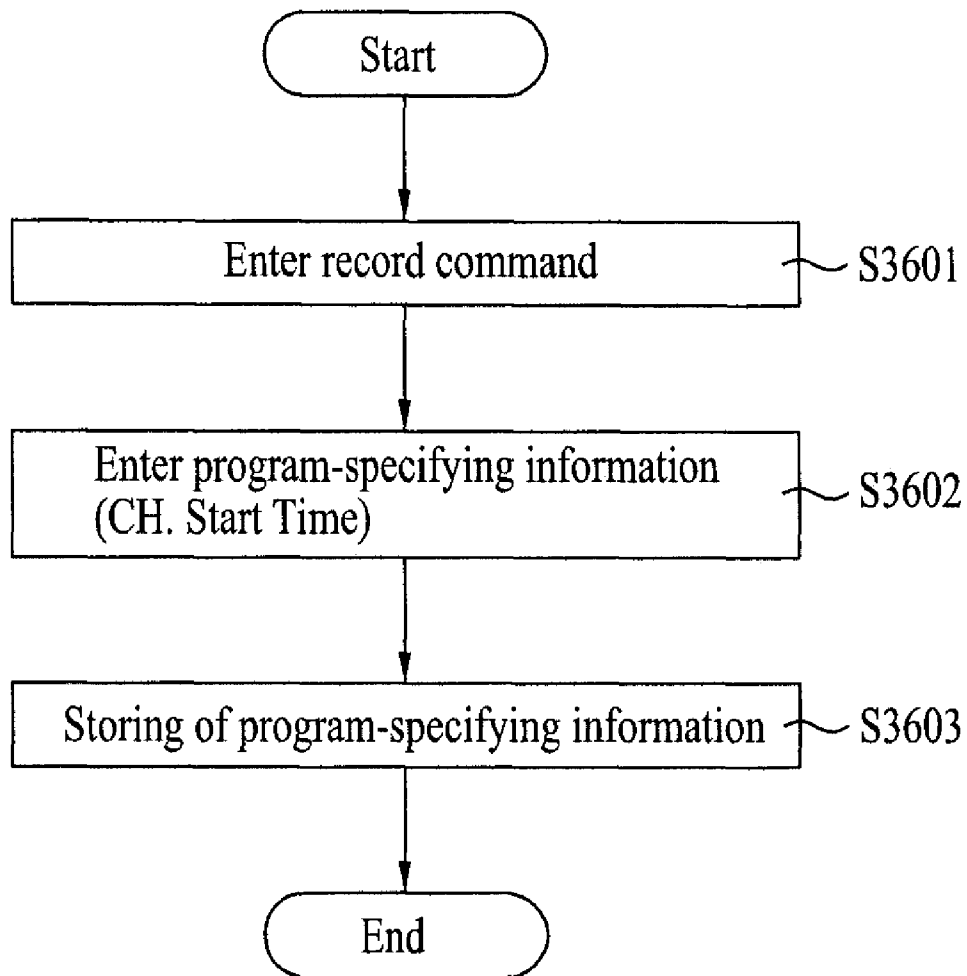 Start
Enter record command
S3601
Enter program-specifying information
(CH. Start Time)
S3602
Storing of program-specifying information
S3603
End